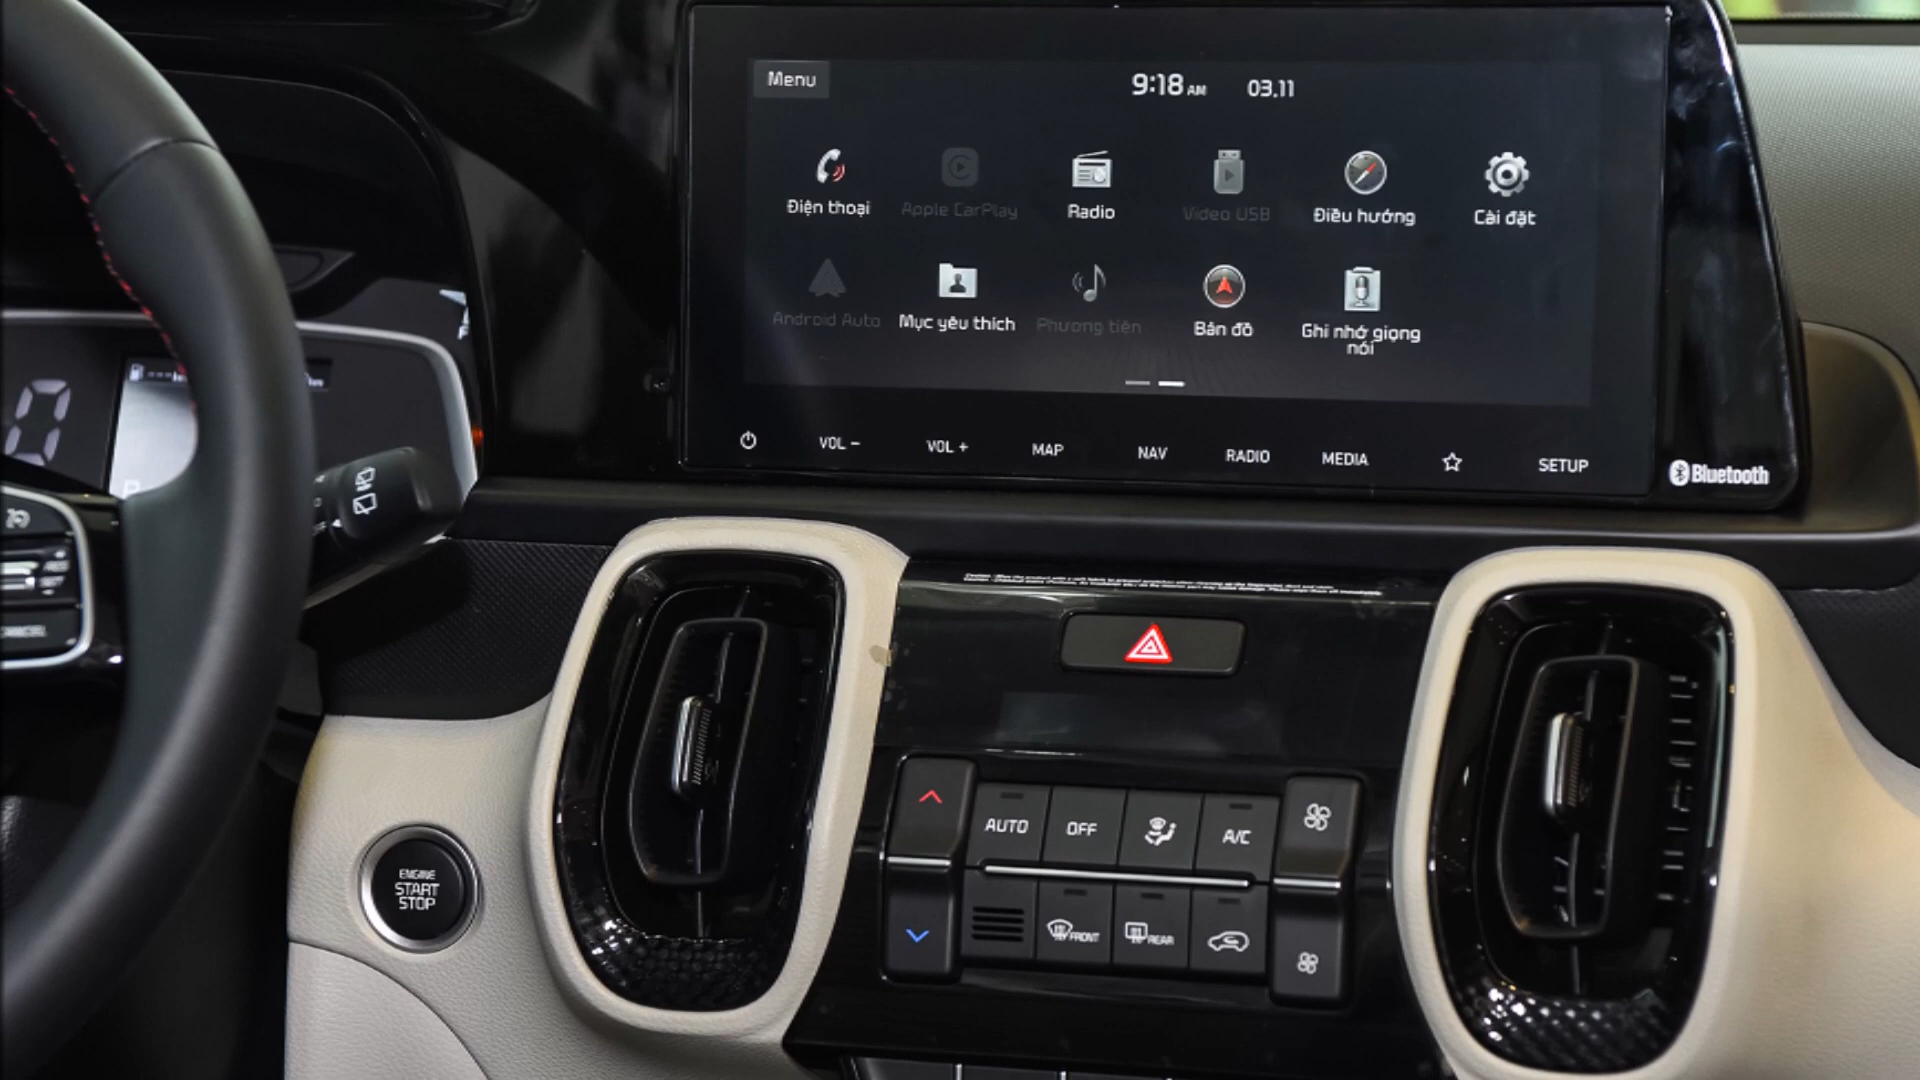 Menu
9:18 AM 03.11
Điện thoại
Apple CarPlay
Radio
Video USB
Điều hướng
Cài đặt
Android Auto
Mục yêu thích
Phương tiện
Bản đồ
Ghi nhớ giọng
nói
VOL −
VOL +
MAP
NAV
RADIO
MEDIA
SETUP
Bluetooth
ENGINE
START
STOP
AUTO
OFF
A/C
FRONT
REAR